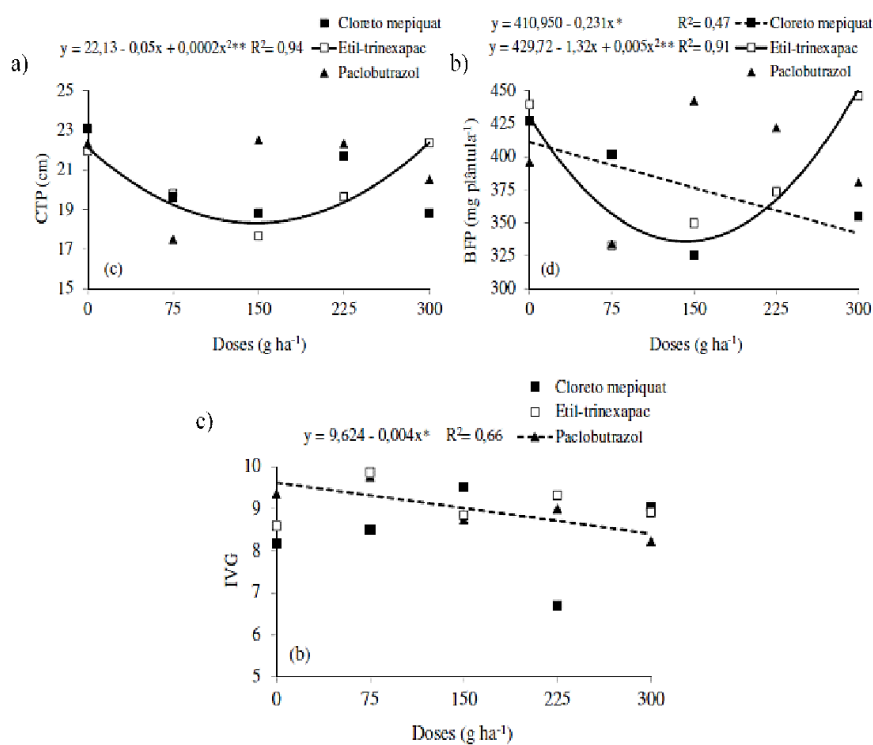 a)
■ Cloreto mepiquat
y = 22,13 - 0,05x + 0,0002x²** R²= 0,94
Etil-trinexapac
▲ Paclobutrazol
25
23
21
19
17
15
CTP (cm)
(c)
0 75 150 225 300
Doses (g ha⁻¹)
b)
y = 410,950 - 0,231x* R²= 0,47
Cloreto mepiquat
y = 429,72 - 1,32x + 0,005x²** R²= 0,91
Etil-trinexapac
▲ Paclobutrazol
450
425
400
375
350
325
300
BFP (mg plântula⁻¹)
(d)
0 75 150 225 300
Doses (g ha⁻¹)
c)
■ Cloreto mepiquat
□ Etil-trinexapac
y = 9,624 - 0,004x* R²= 0,66
Paclobutrazol
10
9
8
7
6
5
IVG
(b)
0 75 150 225 300
Doses (g ha⁻¹)